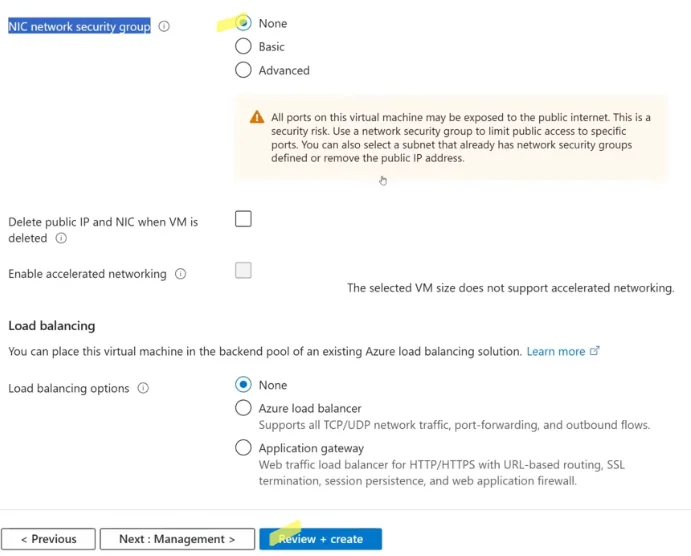 NIC network security group
None
Basic
Advanced
All ports on this virtual machine may be exposed to the public internet. This is a
security risk. Use a network security group to limit public access to specific
ports. You can also select a subnet that already has network security groups
defined or remove the public IP address.
Delete public IP and NIC when VM is
deleted
Enable accelerated networking
The selected VM size does not support accelerated networking.
Load balancing
You can place this virtual machine in the backend pool of an existing Azure load balancing solution. Learn more
Load balancing options
None
Azure load balancer
Supports all TCP/UDP network traffic, port-forwarding, and outbound flows.
Application gateway
Web traffic load balancer for HTTP/HTTPS with URL-based routing, SSL
termination, session persistence, and web application firewall.
< Previous
Next : Management >
Review + create